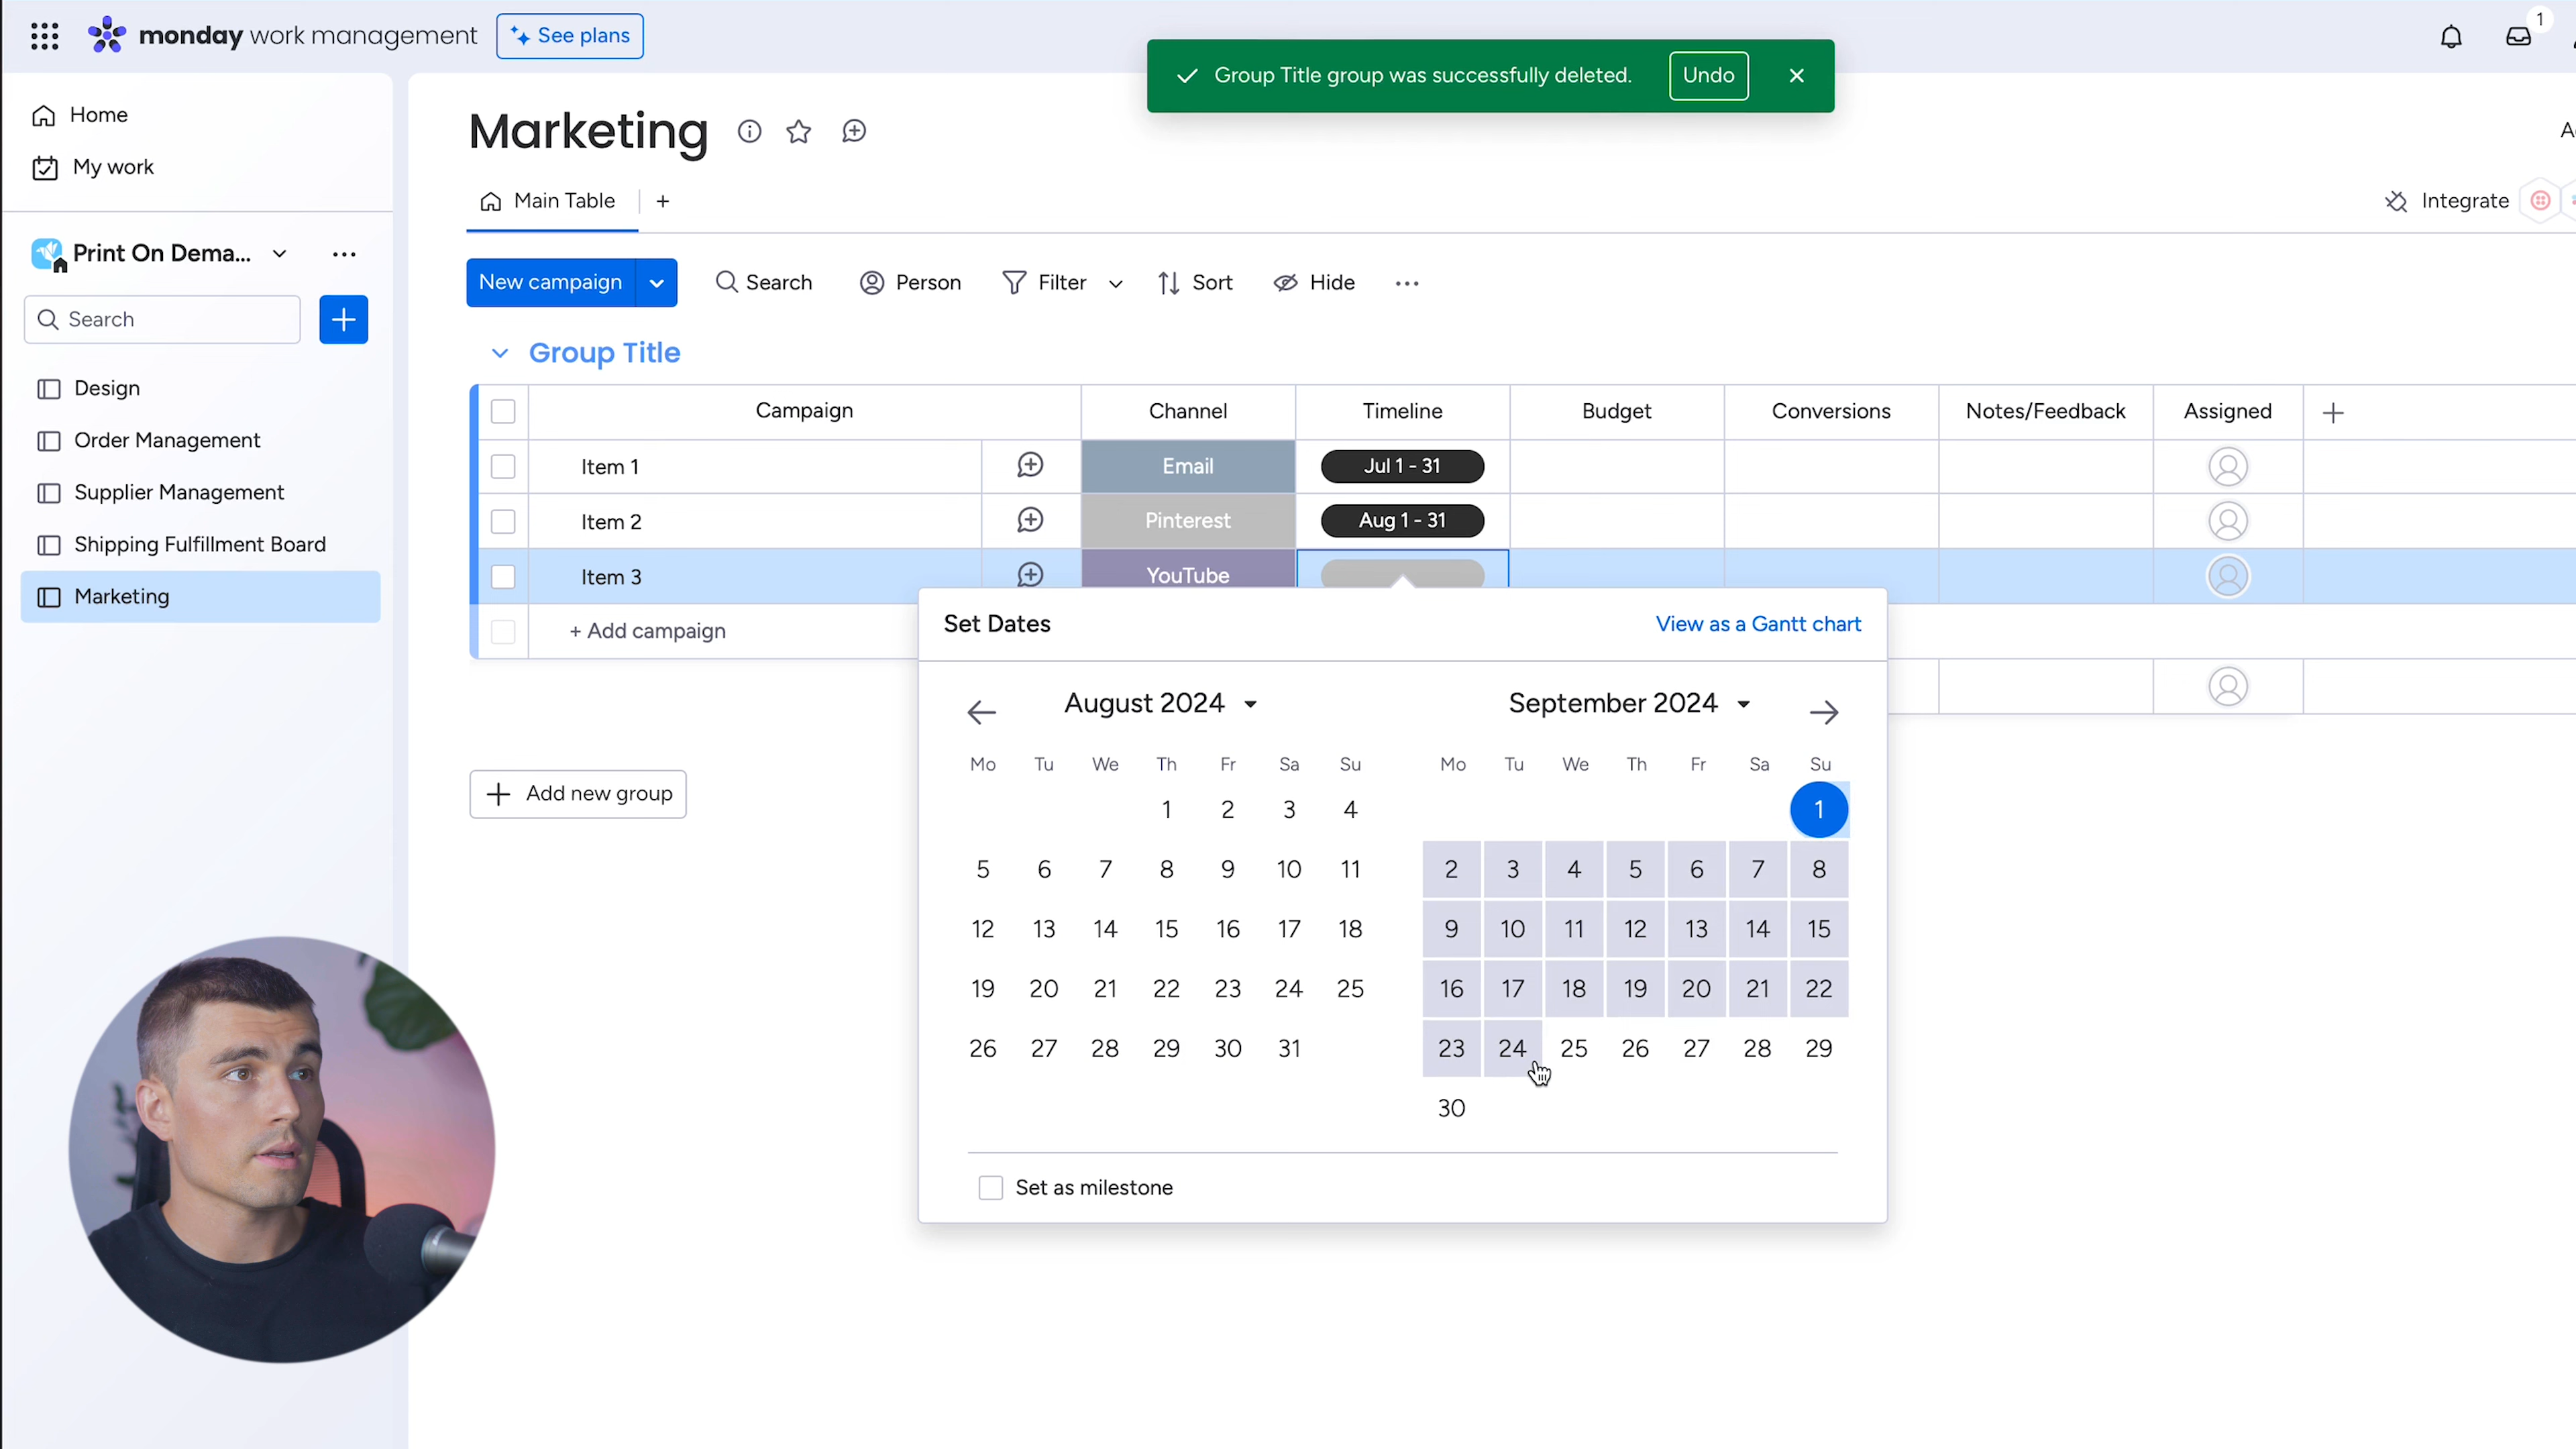 monday work management
See plans
Group Title group was successfully deleted.
Undo
1
Home
My work
Marketing
Main Table
+
Integrate
Print On Dema...
New campaign
Search
Person
Filter
Sort
Hide
Search
Group Title
Design
Order Management
Supplier Management
Shipping Fulfillment Board
Marketing
Campaign Channel Timeline Budget Conversions Notes/Feedback Assigned
Item 1 Email Jul 1 - 31
Item 2 Pinterest Aug 1 - 31
Item 3 YouTube
+ Add campaign
Set Dates
View as a Gantt chart
August 2024
September 2024
Mo Tu We Th Fr Sa Su
Mo Tu We Th Fr Sa Su
1 2 3 4
1
5 6 7 8 9 10 11
2 3 4 5 6 7 8
12 13 14 15 16 17 18
9 10 11 12 13 14 15
19 20 21 22 23 24 25
16 17 18 19 20 21 22
26 27 28 29 30 31
23 24 25 26 27 28 29
30
Set as milestone
Add new group